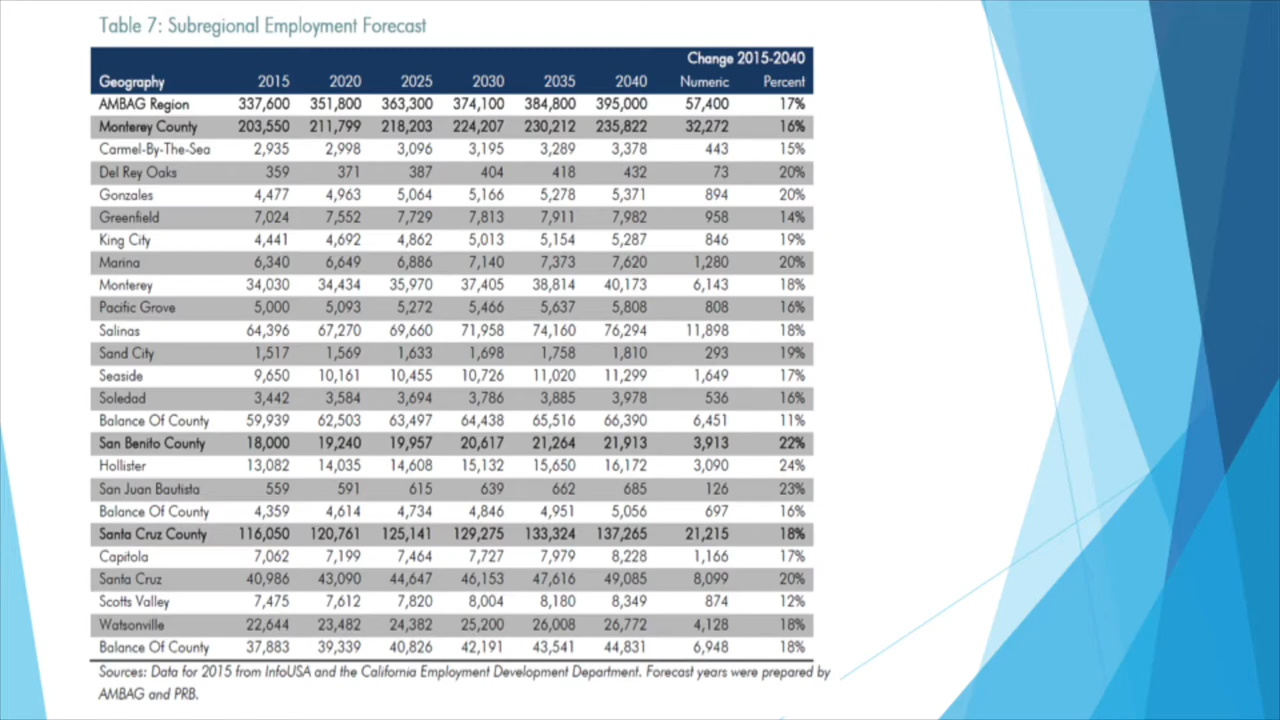 Table 7: Subregional Employment Forecast
Change 2015-2040
Geography 2015 2020 2025 2030 2035 2040 Numeric Percent
AMBAG Region 337,600 351,800 363,300 374,100 384,800 395,000 57,400 17%
Monterey County 203,550 211,799 218,203 224,207 230,212 235,822 32,272 16%
Carmel-By-The-Sea 2,935 2,998 3,096 3,195 3,289 3,378 443 15%
Del Rey Oaks 359 371 387 404 418 432 73 20%
Gonzales 4,477 4,963 5,064 5,166 5,278 5,371 894 20%
Greenfield 7,024 7,552 7,729 7,813 7,911 7,982 958 14%
King City 4,441 4,692 4,862 5,013 5,154 5,287 846 19%
Marina 6,340 6,649 6,886 7,140 7,373 7,620 1,280 20%
Monterey 34,030 34,434 35,970 37,405 38,814 40,173 6,143 18%
Pacific Grove 5,000 5,093 5,272 5,466 5,637 5,808 808 16%
Salinas 64,396 67,270 69,660 71,958 74,160 76,294 11,898 18%
Sand City 1,517 1,569 1,633 1,698 1,758 1,810 293 19%
Seaside 9,650 10,161 10,455 10,726 11,020 11,299 1,649 17%
Soledad 3,442 3,584 3,694 3,786 3,885 3,978 536 16%
Balance Of County 59,939 62,503 63,497 64,438 65,516 66,390 6,451 11%
San Benito County 18,000 19,240 19,957 20,617 21,264 21,913 3,913 22%
Hollister 13,082 14,035 14,608 15,132 15,650 16,172 3,090 24%
San Juan Bautista 559 591 615 639 662 685 126 23%
Balance Of County 4,359 4,614 4,734 4,846 4,951 5,056 697 16%
Santa Cruz County 116,050 120,761 125,141 129,275 133,324 137,265 21,215 18%
Capitola 7,062 7,199 7,464 7,727 7,979 8,228 1,166 17%
Santa Cruz 40,986 43,090 44,647 46,153 47,616 49,085 8,099 20%
Scotts Valley 7,475 7,612 7,820 8,004 8,180 8,349 874 12%
Watsonville 22,644 23,482 24,382 25,200 26,008 26,772 4,128 18%
Balance Of County 37,883 39,339 40,826 42,191 43,541 44,831 6,948 18%
Sources: Data for 2015 from InfoUSA and the California Employment Development Department. Forecast years were prepared by
AMBAG and PRB.